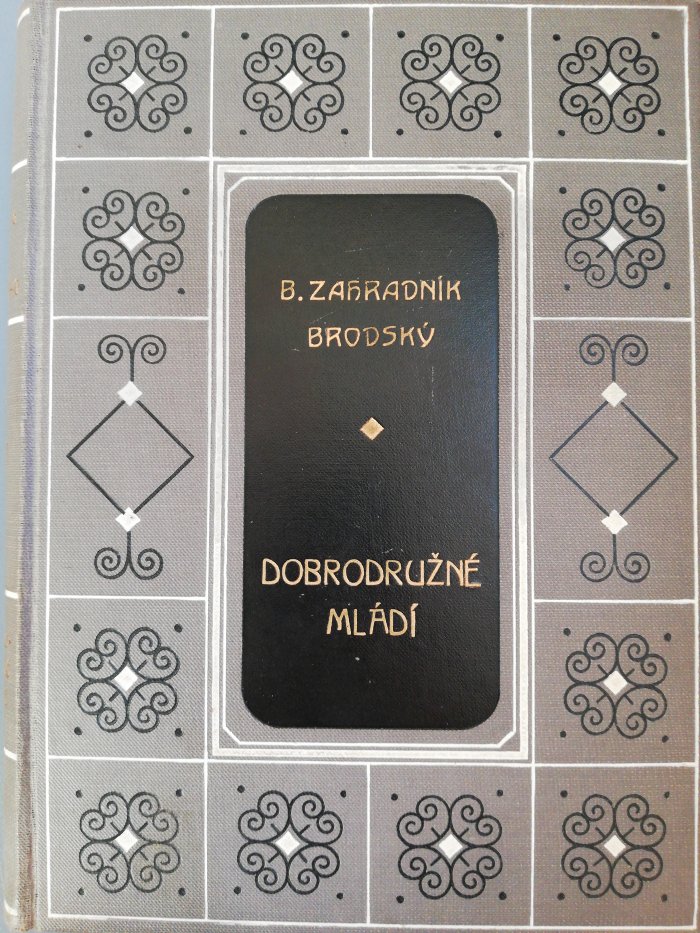 B. ZAHRADNÍK
BRODSKÝ
DOBRODRUŽNÉ
MLÁDÍ